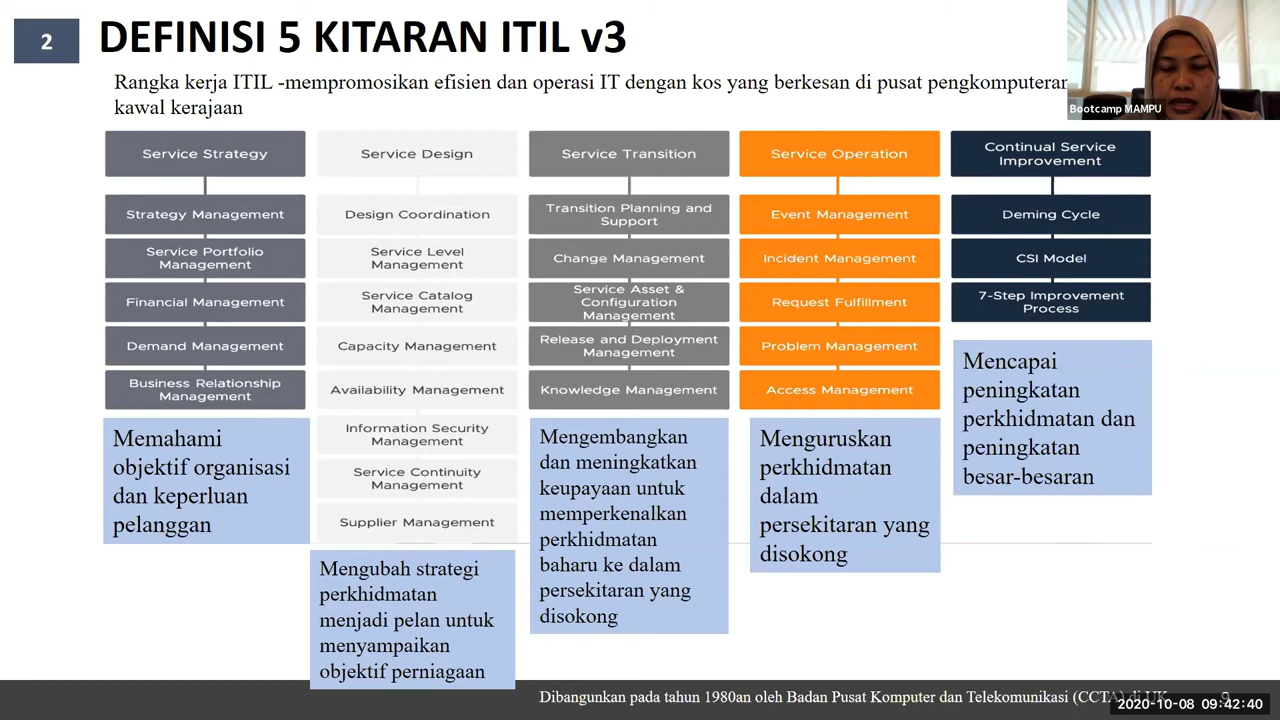 2
DEFINISI 5 KITARAN ITIL v3
Rangka kerja ITIL -mempromosikan efisien dan operasi IT dengan kos yang berkesan di pusat pengkomputeran
kawal kerajaan
Bootcamp MAMPU
Service Strategy
Strategy Management
Service Portfolio
Management
Financial Management
Demand Management
Business Relationship
Management
Memahami
objektif organisasi
dan keperluan
pelanggan
Service Design
Design Coordination
Service Level
Management
Service Catalog
Management
Capacity Management
Availability Management
Information Security
Management
Service Continuity
Management
Supplier Management
Mengubah strategi
perkhidmatan
menjadi pelan untuk
menyampaikan
objektif perniagaan
Service Transition
Transition Planning and
Support
Change Management
Service Asset &
Configuration
Management
Release and Deployment
Management
Knowledge Management
Mengembangkan
dan meningkatkan
keupayaan untuk
memperkenalkan
perkhidmatan
baharu ke dalam
persekitaran yang
disokong
Service Operation
Event Management
Incident Management
Request Fulfillment
Problem Management
Access Management
Menguruskan
perkhidmatan
dalam
persekitaran yang
disokong
Continual Service
Improvement
Deming Cycle
CSI Model
7-Step Improvement
Process
Mencapai
peningkatan
perkhidmatan dan
peningkatan
besar-besaran
Dibangunkan pada tahun 1980an oleh Badan Pusat Komputer dan Telekomunikasi (CCTA) di UK
9
2020-10-08 09:42:40